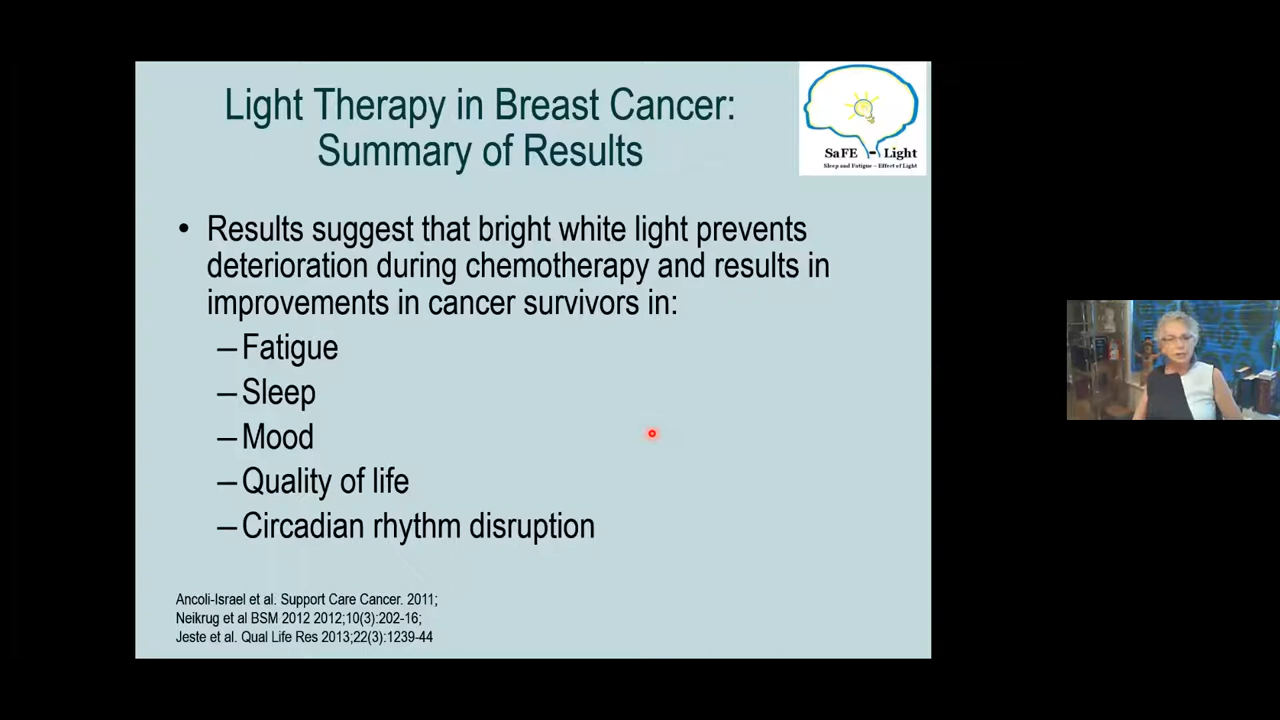 Light Therapy in Breast Cancer:
Summary of Results
SaFE - Light
Sleep and Fatigue – Effect of Light
• Results suggest that bright white light prevents
deterioration during chemotherapy and results in
improvements in cancer survivors in:
–Fatigue
–Sleep
–Mood
–Quality of life
–Circadian rhythm disruption
Ancoli-Israel et al. Support Care Cancer. 2011;
Neikrug et al BSM 2012 2012;10(3):202-16;
Jeste et al. Qual Life Res 2013;22(3):1239-44